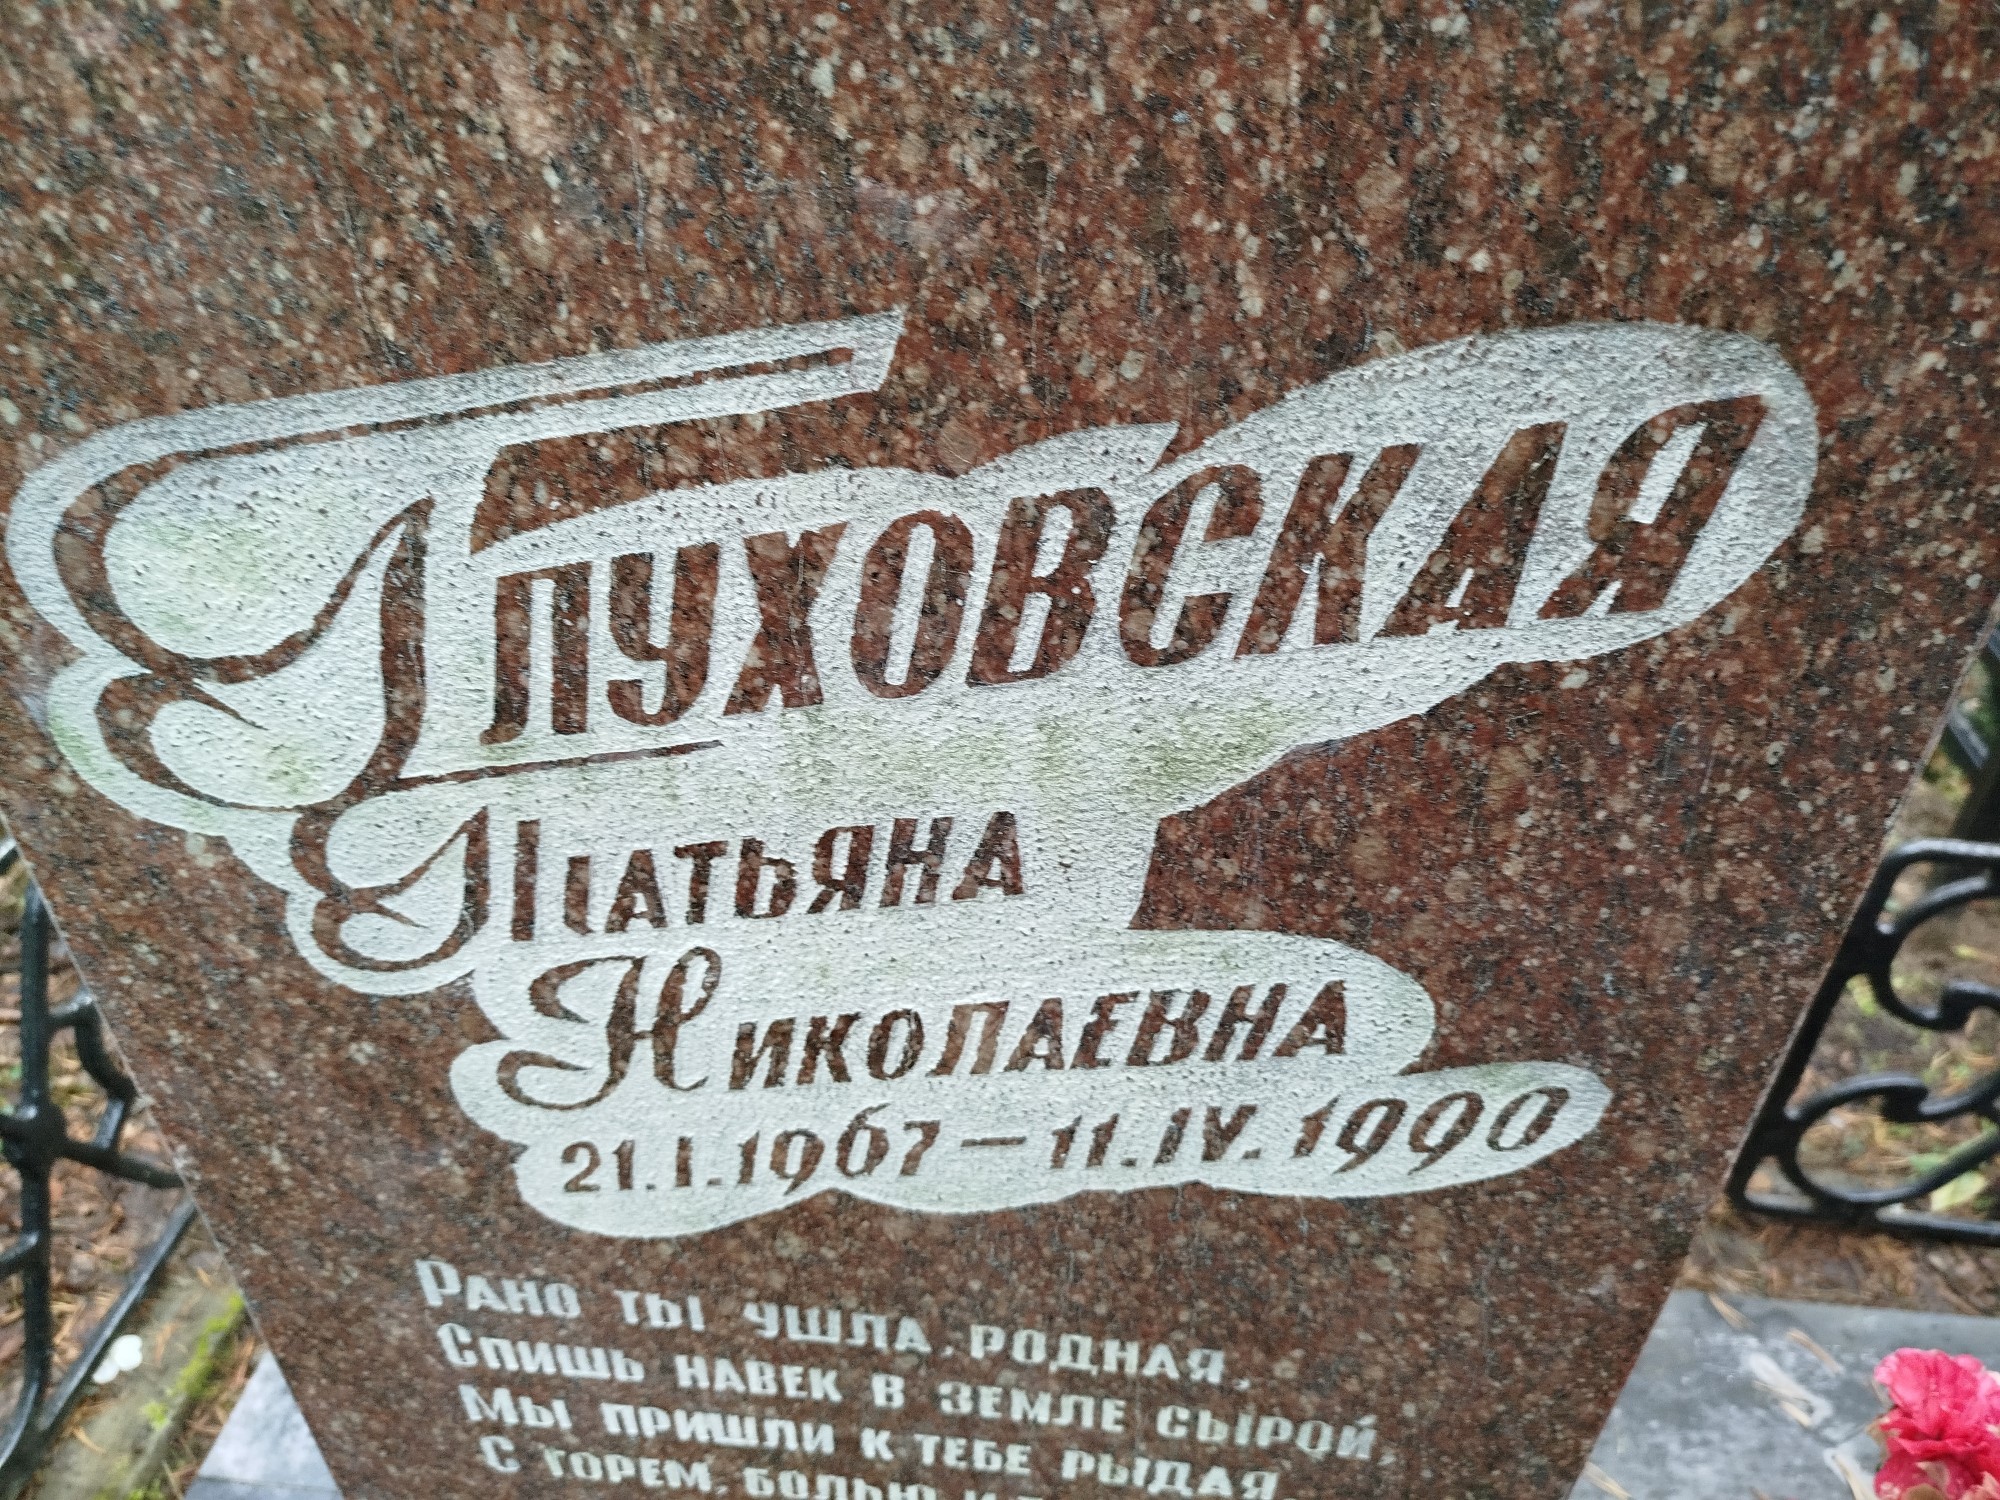 Глуховская
Татьяна
Николаевна
21.I.1967 — 11.IV.1990
Рано ты ушла, родная,
Спишь навек в земле сырой,
Мы пришли к тебе рыдая,
С горем, болью и